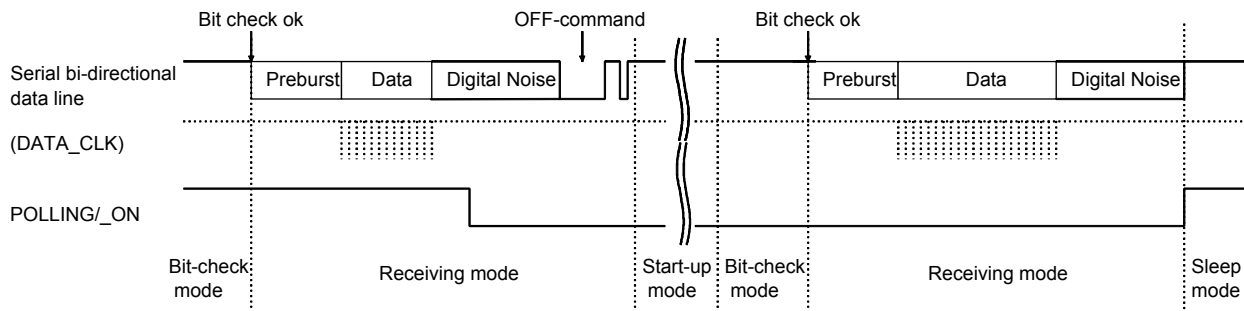 Bit check ok
OFF-command
Bit check ok
Serial bi-directional
data line
Preburst
Data
Digital Noise
Preburst
Data
Digital Noise
(DATA_CLK)
POLLING/_ON
Bit-check
mode
Receiving mode
Start-up
mode
Bit-check
mode
Receiving mode
Sleep
mode